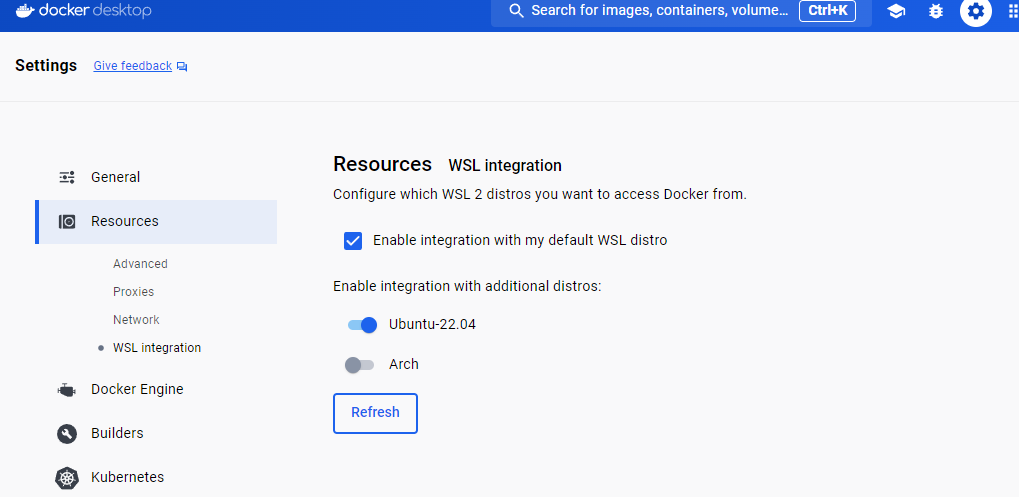 docker desktop
Search for images, containers, volume... Ctrl+K
Settings Give feedback
General
Resources
Advanced
Proxies
Network
WSL integration
Docker Engine
Builders
Kubernetes
Resources WSL integration
Configure which WSL 2 distros you want to access Docker from.
Enable integration with my default WSL distro
Enable integration with additional distros:
Ubuntu-22.04
Arch
Refresh